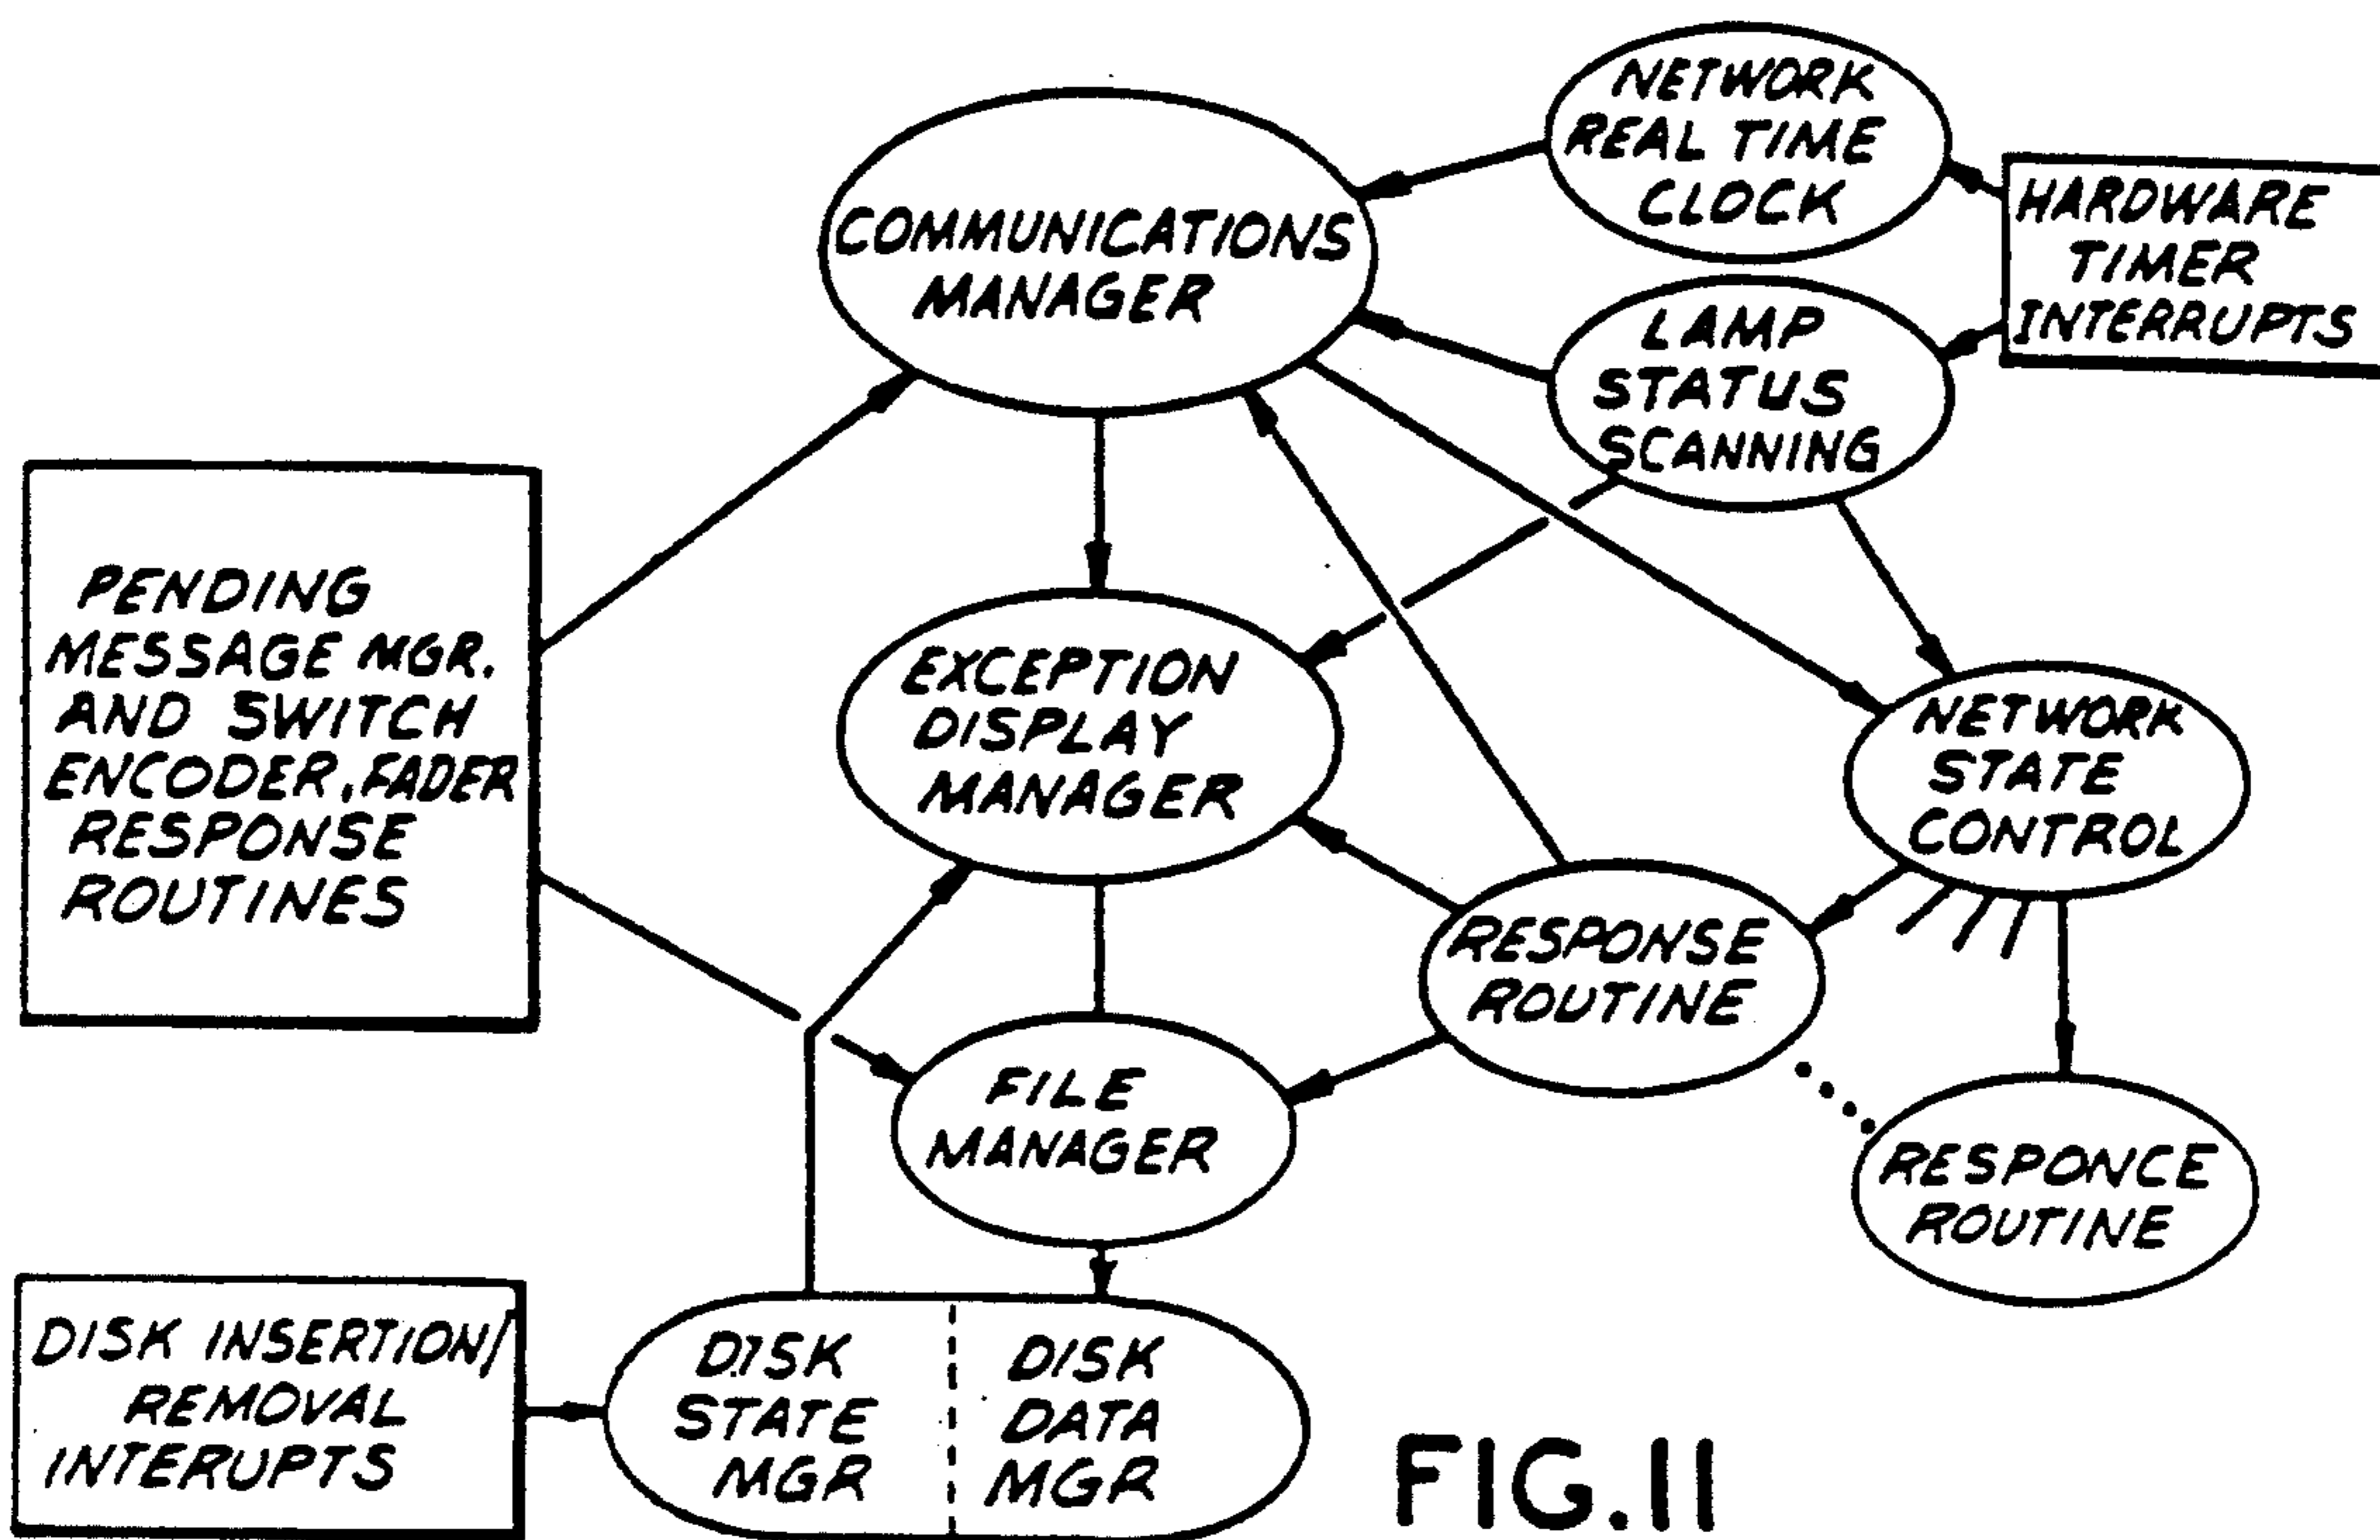 NETWORK
REAL TIME
CLOCK
HARDWARE
TIMER
INTERRUPTS
COMMUNICATIONS
MANAGER
LAMP
STATUS
SCANNING
PENDING
MESSAGE MGR.
AND SWITCH
ENCODER, FADER
RESPONSE
ROUTINES
EXCEPTION
DISPLAY
MANAGER
NETWORK
STATE
CONTROL
RESPONSE
ROUTINE
FILE
MANAGER
RESPONCE
ROUTINE
DISK INSERTION/
REMOVAL
INTERUPTS
DISK
STATE
MGR
DISK
DATA
MGR
FIG.11